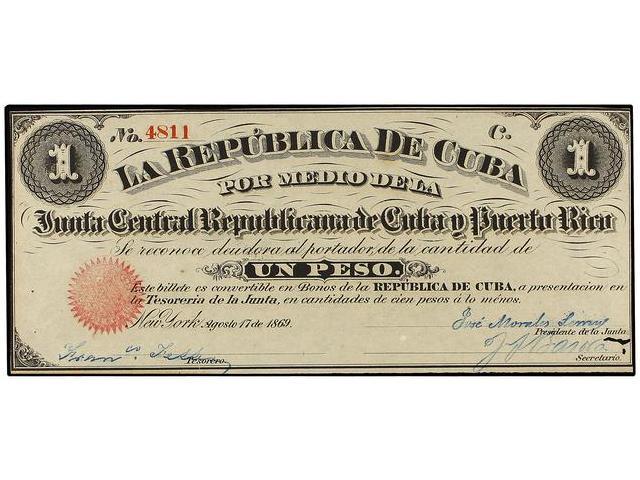 No. 4811 C.
1 1
LA REPÚBLICA DE CUBA
POR MEDIO DE LA
Junta Central Republicana de Cuba y Puerto Rico
Se reconoce deudora al portador, de la cantidad de
UN PESO.
Este billete es convertible en Bonos de la REPÚBLICA DE CUBA, a presentacion en
la Tesoreria de la Junta, en cantidades de cien pesos á lo ménos.
New York, Agosto 17 de 1869.
José Morales Lemus
Presidente de la Junta
Tesorero.
Secretario.